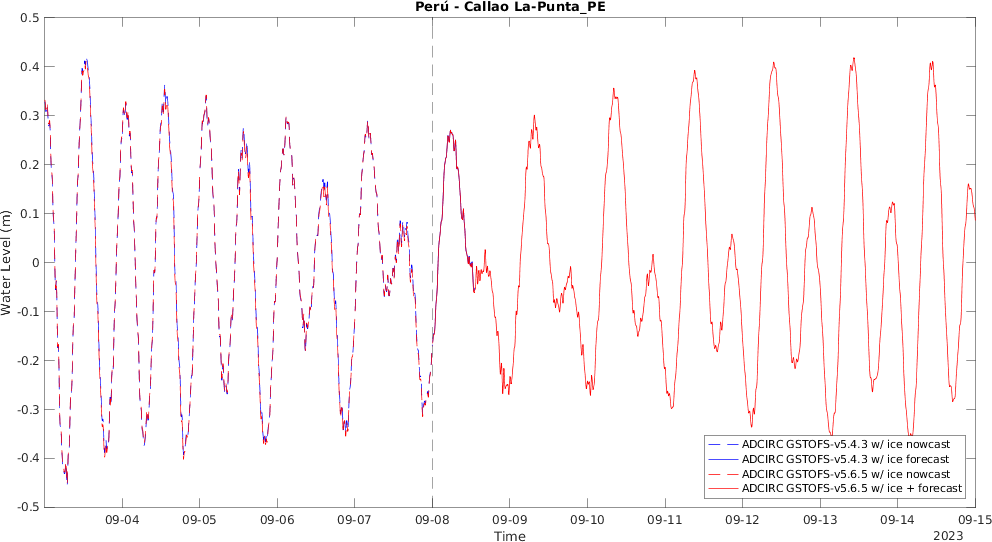 Perú - Callao La-Punta_PE
0.5
0.4
0.3
0.2
0.1
0
-0.1
-0.2
-0.3
-0.4
-0.5
Water Level (m)
ADCIRC GSTOFS-v5.4.3 w/ ice nowcast
ADCIRC GSTOFS-v5.4.3 w/ ice forecast
ADCIRC GSTOFS-v5.6.5 w/ ice nowcast
ADCIRC GSTOFS-v5.6.5 w/ ice + forecast
09-04 09-05 09-06 09-07 09-08 09-09 09-10 09-11 09-12 09-13 09-14 09-15
Time
2023